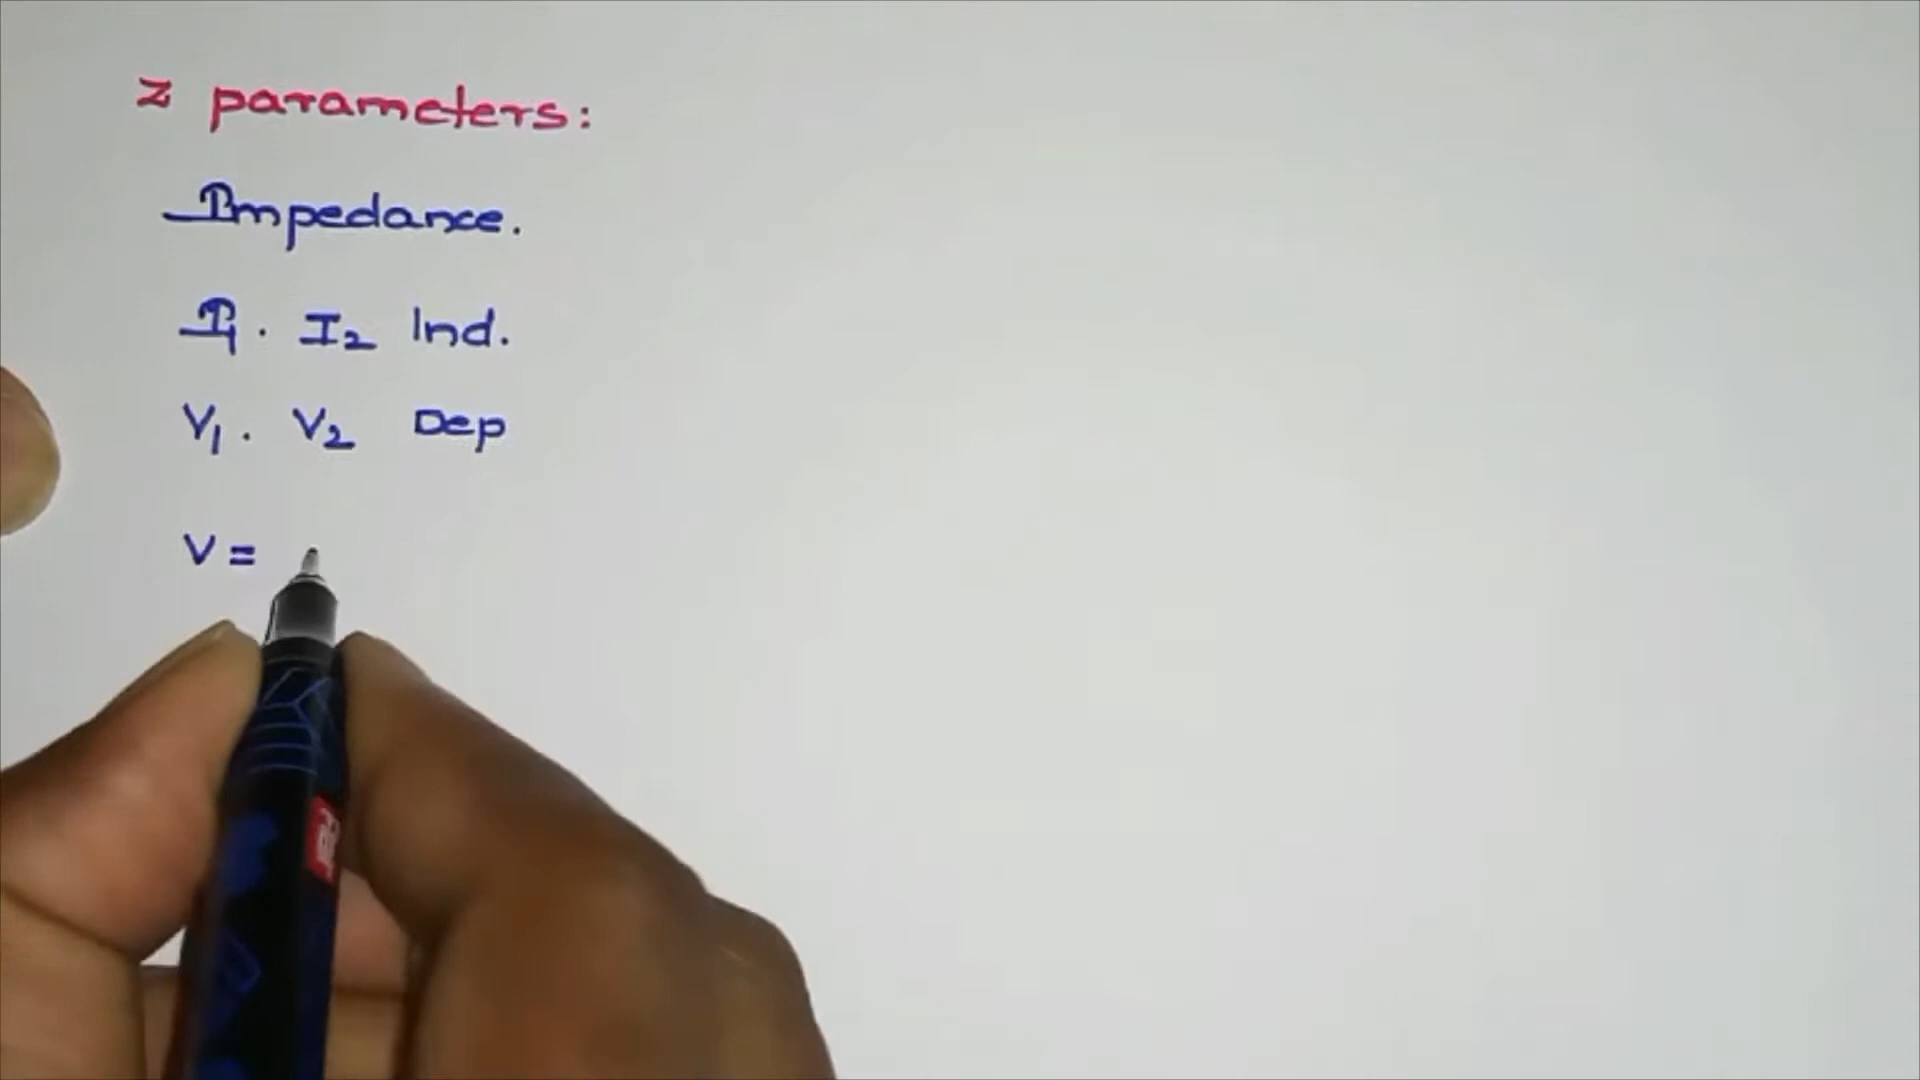 z parameters:
Impedance.
I1. I2 Ind.
V1. V2 Dep
V=